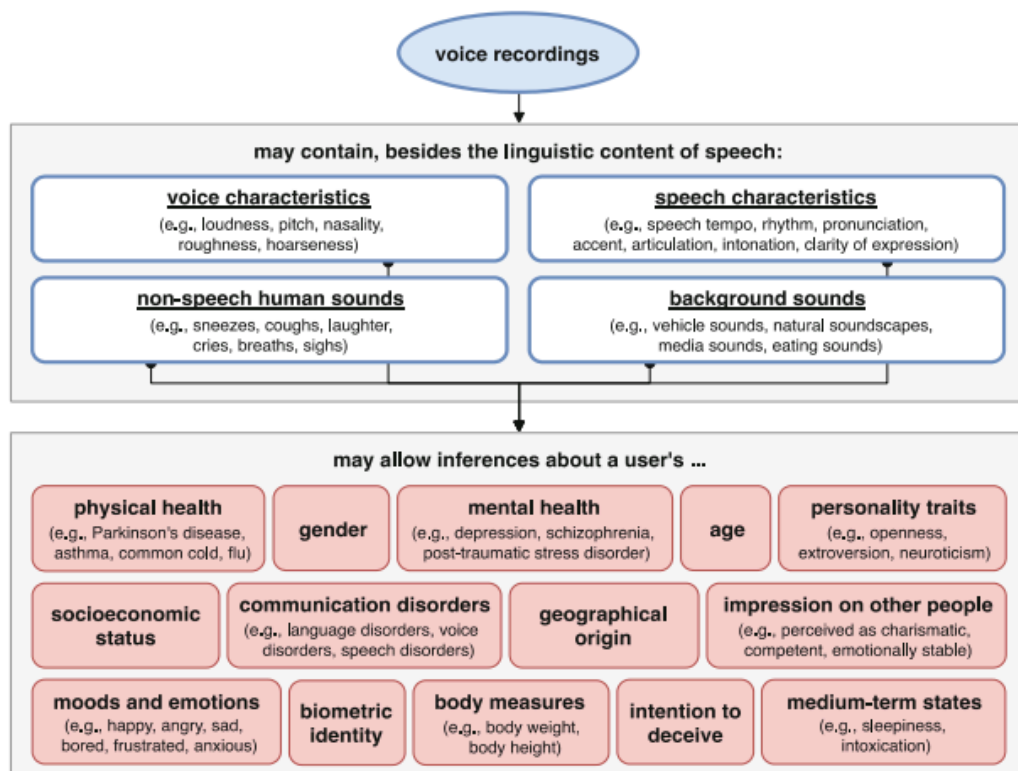 voice recordings
may contain, besides the linguistic content of speech:
voice characteristics
(e.g., loudness, pitch, nasality,
roughness, hoarseness)
speech characteristics
(e.g., speech tempo, rhythm, pronunciation,
accent, articulation, intonation, clarity of expression)
non-speech human sounds
(e.g., sneezes, coughs, laughter,
cries, breaths, sighs)
background sounds
(e.g., vehicle sounds, natural soundscapes,
media sounds, eating sounds)
may allow inferences about a user's ...
physical health
(e.g., Parkinson's disease,
asthma, common cold, flu)
gender
mental health
(e.g., depression, schizophrenia,
post-traumatic stress disorder)
age
personality traits
(e.g., openness,
extroversion, neuroticism)
socioeconomic
status
communication disorders
(e.g., language disorders, voice
disorders, speech disorders)
geographical
origin
impression on other people
(e.g., perceived as charismatic,
competent, emotionally stable)
moods and emotions
(e.g., happy, angry, sad,
bored, frustrated, anxious)
biometric
identity
body measures
(e.g., body weight,
body height)
intention to
deceive
medium-term states
(e.g., sleepiness,
intoxication)